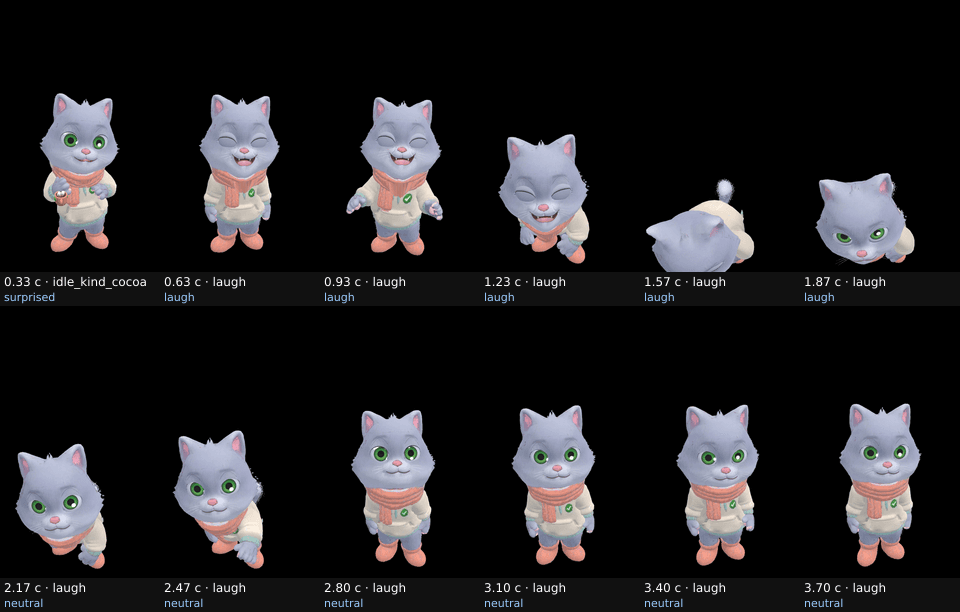 0.33 с · idle_kind_cocoa
surprised
0.63 с · laugh
laugh
0.93 с · laugh
laugh
1.23 с · laugh
laugh
1.57 с · laugh
laugh
1.87 с · laugh
laugh
2.17 с · laugh
neutral
2.47 с · laugh
neutral
2.80 с · laugh
neutral
3.10 с · laugh
neutral
3.40 с · laugh
neutral
3.70 с · laugh
neutral